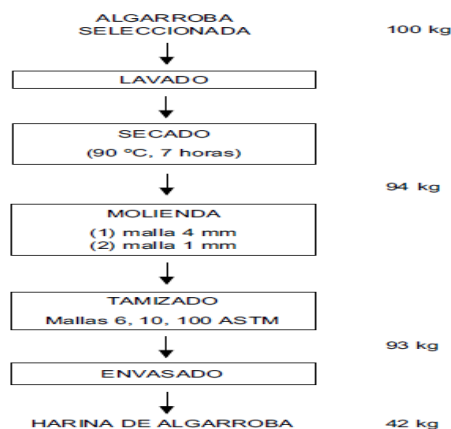 ALGARROBA
SELECCIONADA 100 kg
LAVADO
SECADO
(90 ºC, 7 horas)
94 kg
MOLIENDA
(1) malla 4 mm
(2) malla 1 mm
TAMIZADO
Mallas 6, 10, 100 ASTM
93 kg
ENVASADO
HARINA DE ALGARROBA 42 kg